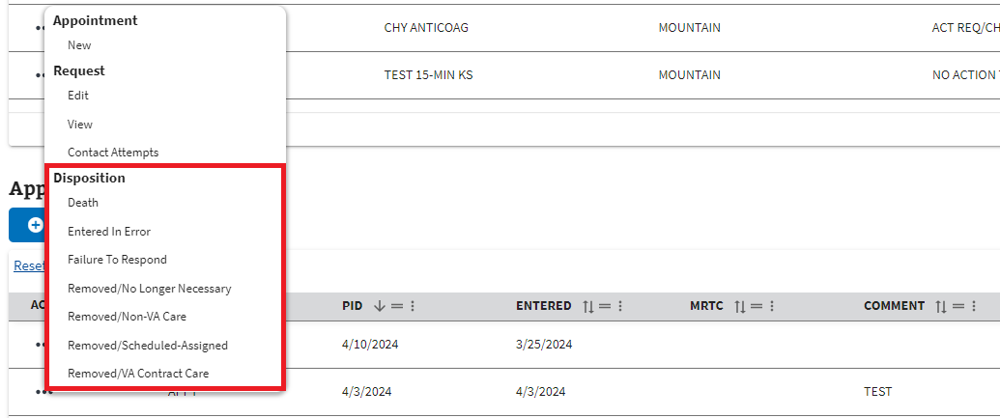 Appointment
New
CHY ANTICOAG MOUNTAIN ACT REQ/CH
Request
TEST 15-MIN KS MOUNTAIN NO ACTION
Edit
View
Contact Attempts
Disposition
App
Death
Entered In Error
Failure To Respond
Reset
Removed/No Longer Necessary
AC PID ENTERED MRTC COMMENT
Removed/Non-VA Care
Removed/Scheduled-Assigned
4/10/2024 3/25/2024
Removed/VA Contract Care
4/3/2024 4/3/2024 TEST